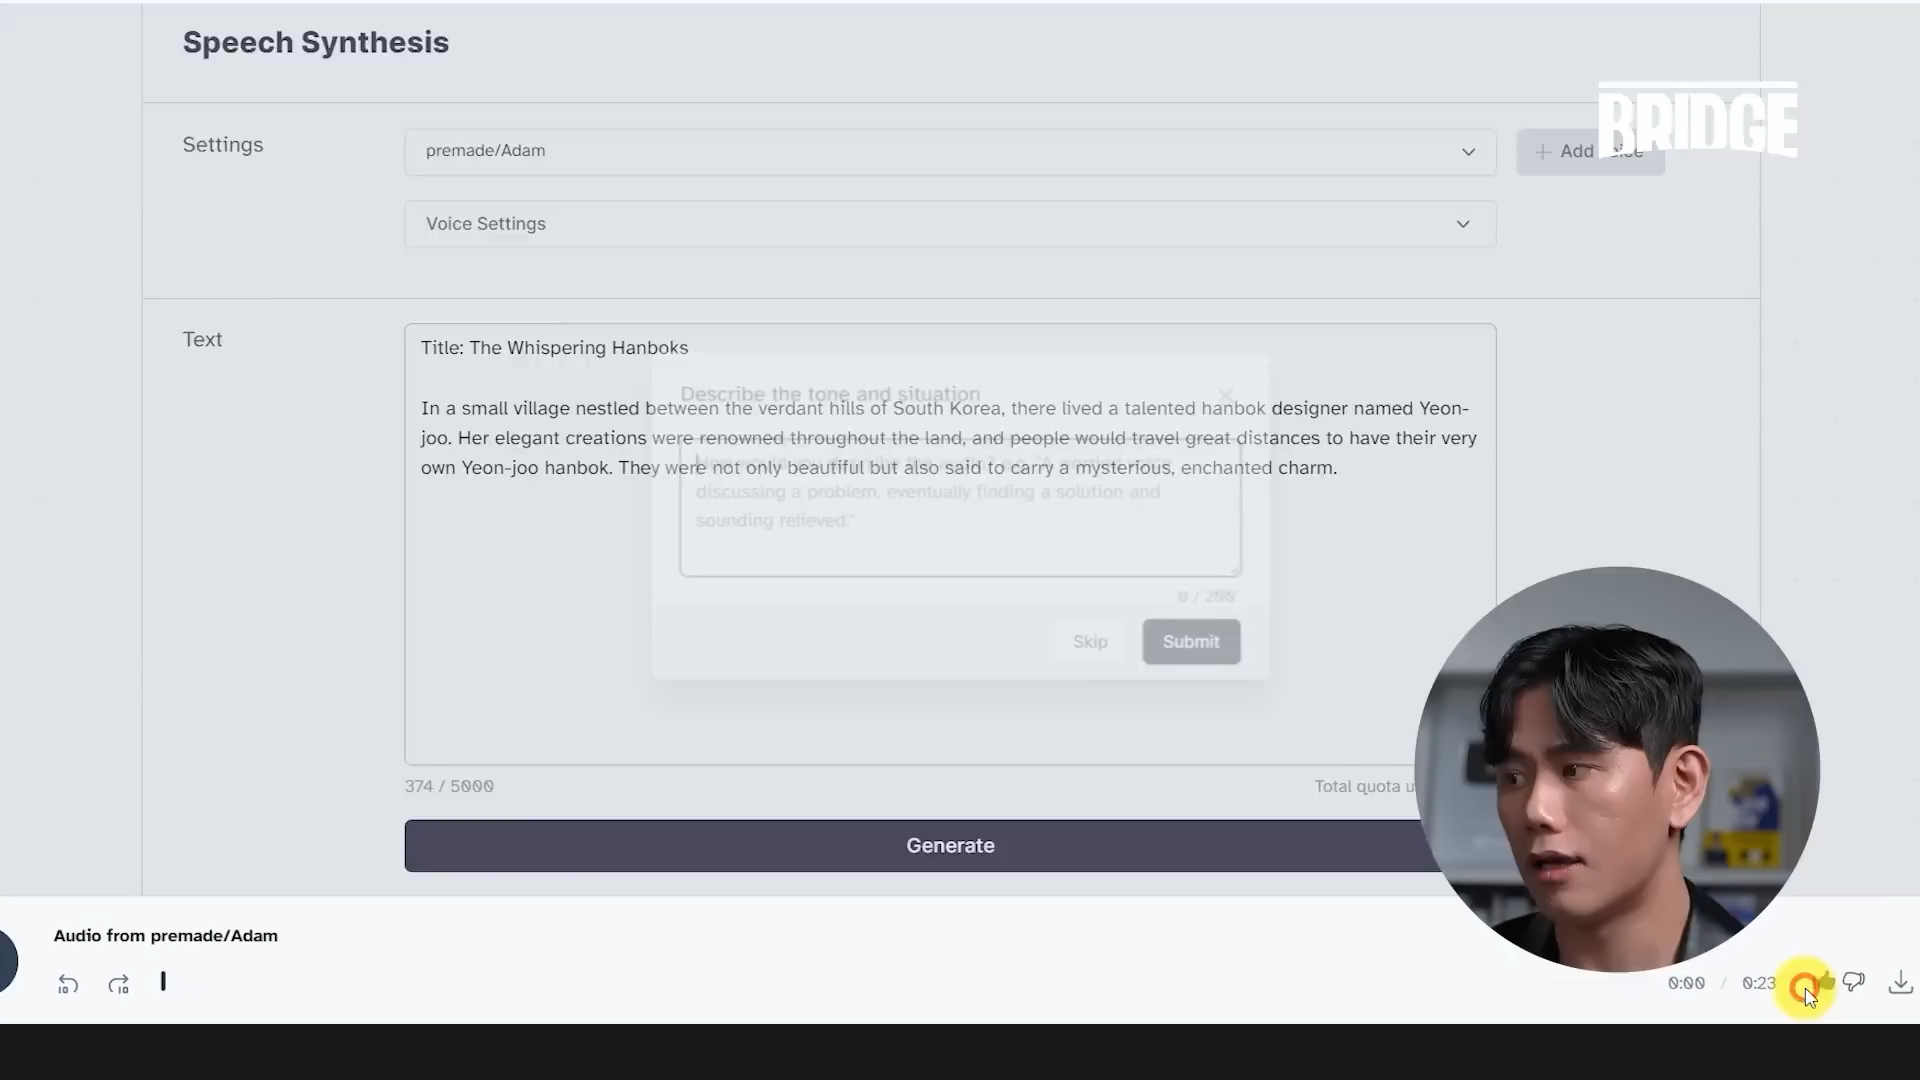 Speech Synthesis
BRIDGE
Settings
premade/Adam
Add
Voice Settings
Text
Title: The Whispering Hanboks
Describe the tone and situation
In a small village nestled between the verdant hills of South Korea, there lived a talented hanbok designer named Yeon-
joo. Her elegant creations were renowned throughout the land, and people would travel great distances to have their very
own Yeon-joo hanbok. They were not only beautiful but also said to carry a mysterious, enchanted charm.
discussing a problem, eventually finding a solution and
sounding relieved."
0 / 200
Skip
Submit
374 / 5000
Total quota
Generate
Audio from premade/Adam
10
10
0:00 / 0:23